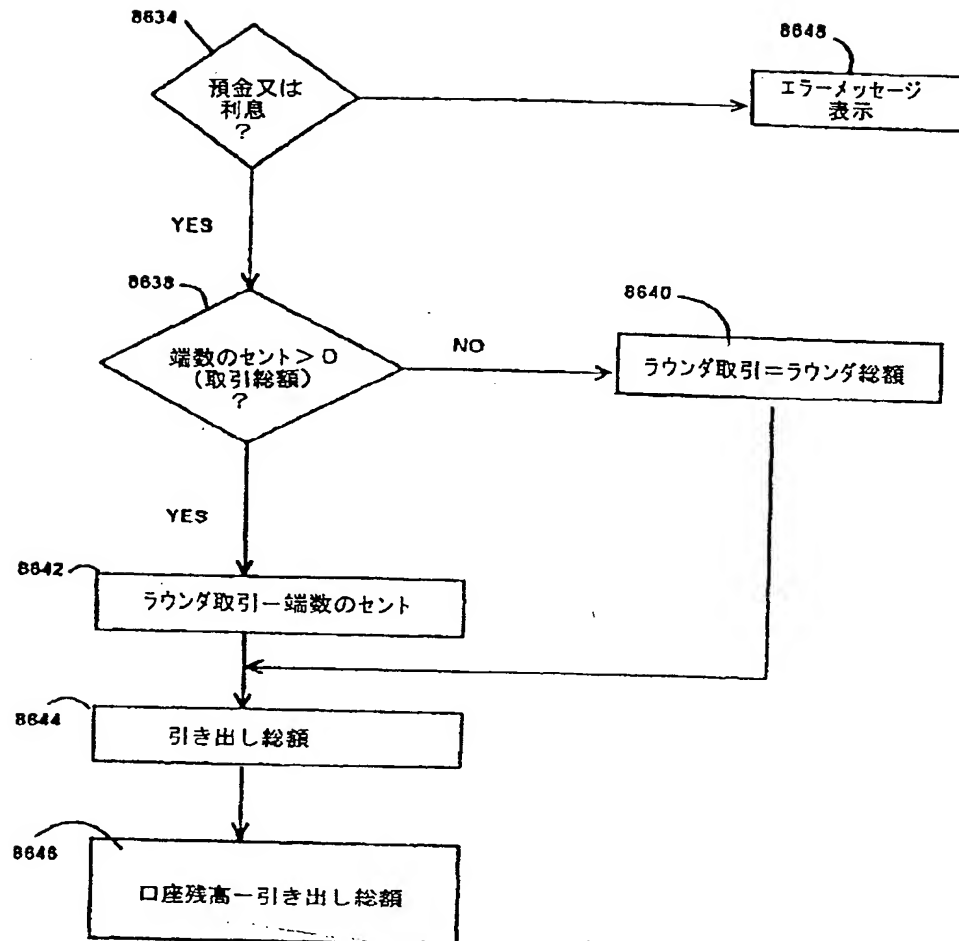 8634
預金又は
利息
?
8648
エラーメッセージ
表示
YES
8638
端数のセント>0
(取引総額)
?
NO
8640
ラウンダ取引=ラウンダ総額
YES
8642
ラウンダ取引−端数のセント
8644
引き出し総額
8646
口座残高−引き出し総額